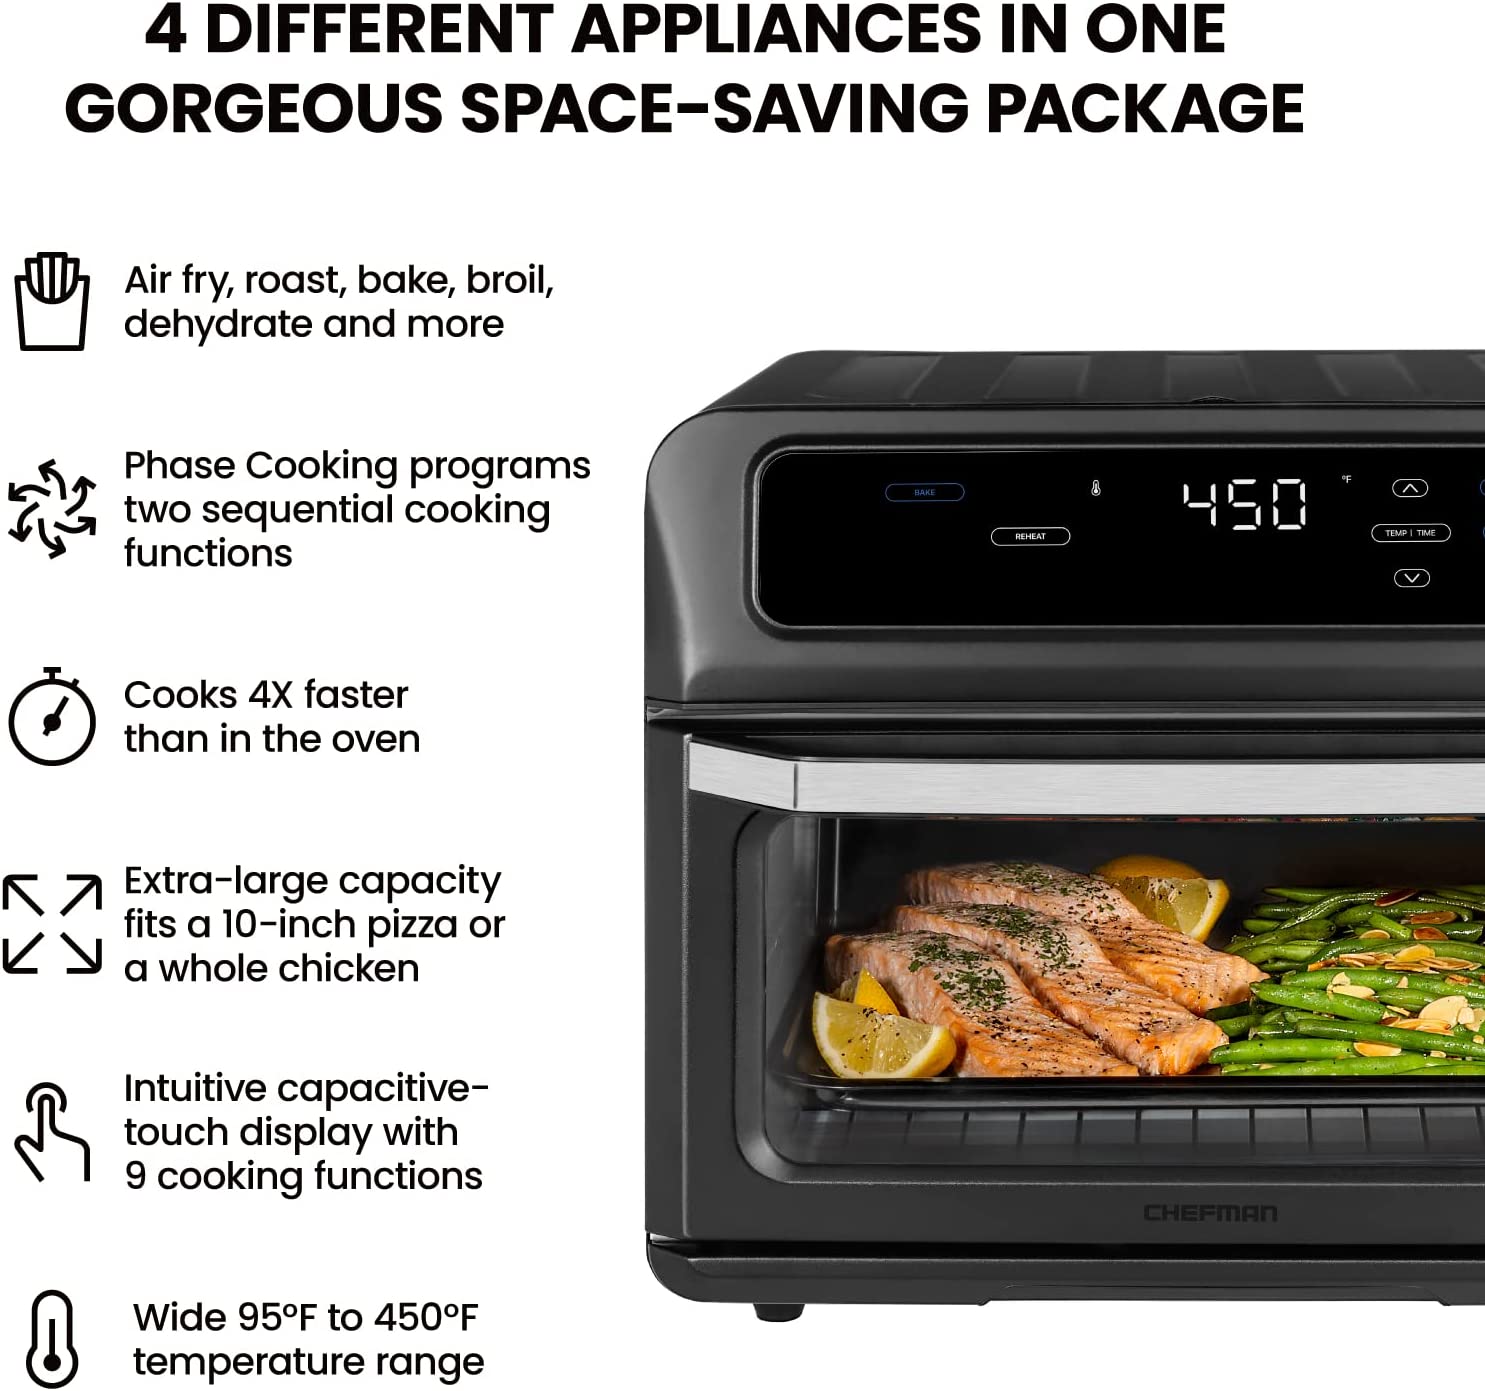 4 DIFFERENT APPLIANCES IN ONE
GORGEOUS SPACE-SAVING PACKAGE
Air fry, roast, bake, broil,
dehydrate and more
Phase Cooking programs
two sequential cooking
functions
Cooks 4X faster
than in the oven
Extra-large capacity
fits a 10-inch pizza or
a whole chicken
Intuitive capacitive-
touch display with
9 cooking functions
Wide 95°F to 450°F
temperature range
BAKE
450
°F
REHEAT
TEMP | TIME
CHEFMAN